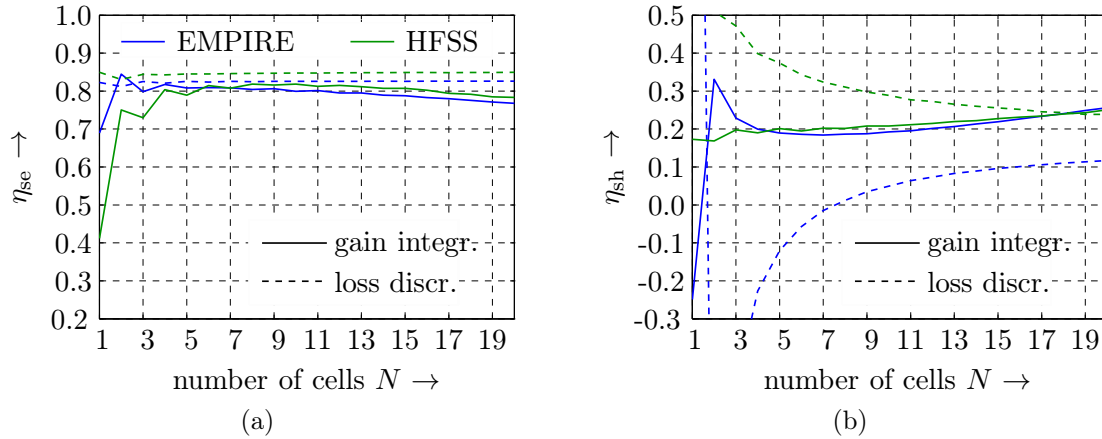 1.0
0.9
0.8
0.7
0.6
0.5
0.4
0.3
0.2
η_se →
EMPIRE
HFSS
gain integr.
loss discr.
1 3 5 7 9 11 13 15 17 19
number of cells N →
(a)
0.5
0.4
0.3
0.2
0.1
0.0
-0.1
-0.2
-0.3
η_sh →
gain integr.
loss discr.
1 3 5 7 9 11 13 15 17 19
number of cells N →
(b)